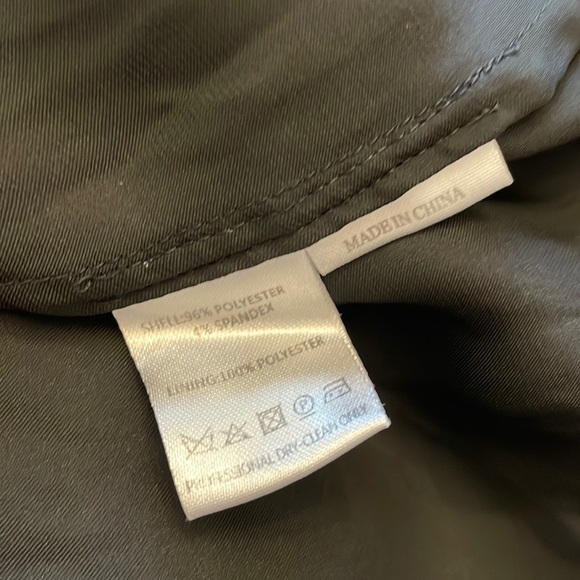 MADE IN CHINA
SHELL:96% POLYESTER
4% SPANDEX
LINING:100% POLYESTER
P
PROFESSIONAL DRY-CLEAN ONLY